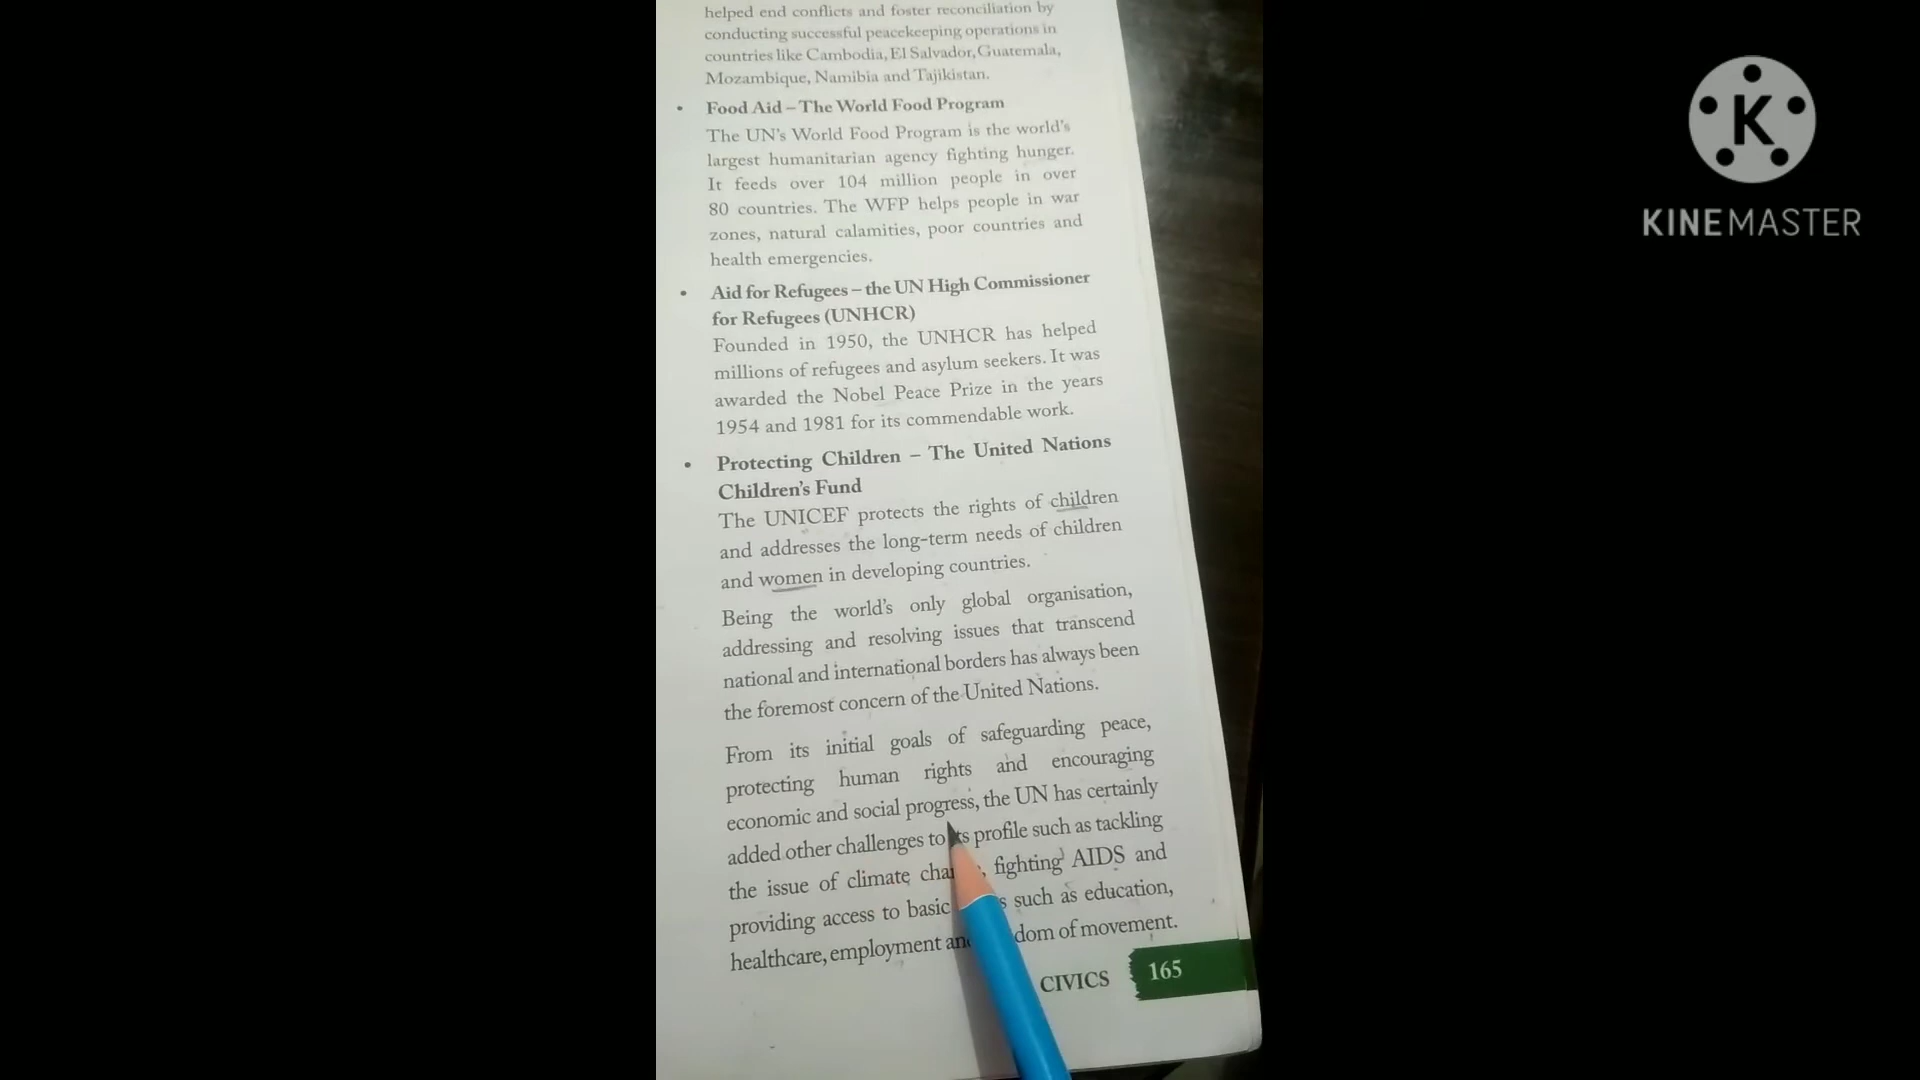 helped end conflicts and foster reconciliation by
conducting successful peacekeeping operations in
countries like Cambodia, El Salvador, Guatemala,
Mozambique, Namibia and Tajikistan.
• Food Aid – The World Food Program
The UN's World Food Program is the world's
largest humanitarian agency fighting hunger.
It feeds over 104 million people in over
80 countries. The WFP helps people in war
zones, natural calamities, poor countries and
health emergencies.
• Aid for Refugees – the UN High Commissioner
for Refugees (UNHCR)
Founded in 1950, the UNHCR has helped
millions of refugees and asylum seekers. It was
awarded the Nobel Peace Prize in the years
1954 and 1981 for its commendable work.
• Protecting Children – The United Nations
Children's Fund
The UNICEF protects the rights of children
and addresses the long-term needs of children
and women in developing countries.
Being the world's only global organisation,
addressing and resolving issues that transcend
national and international borders has always been
the foremost concern of the United Nations.
From its initial goals of safeguarding peace,
protecting human rights and encouraging
economic and social progress, the UN has certainly
added other challenges to its profile such as tackling
the issue of climate fighting AIDS and
providing access to basic such as education,
healthcare, employment of movement.
CIVICS 165
K
KINEMASTER